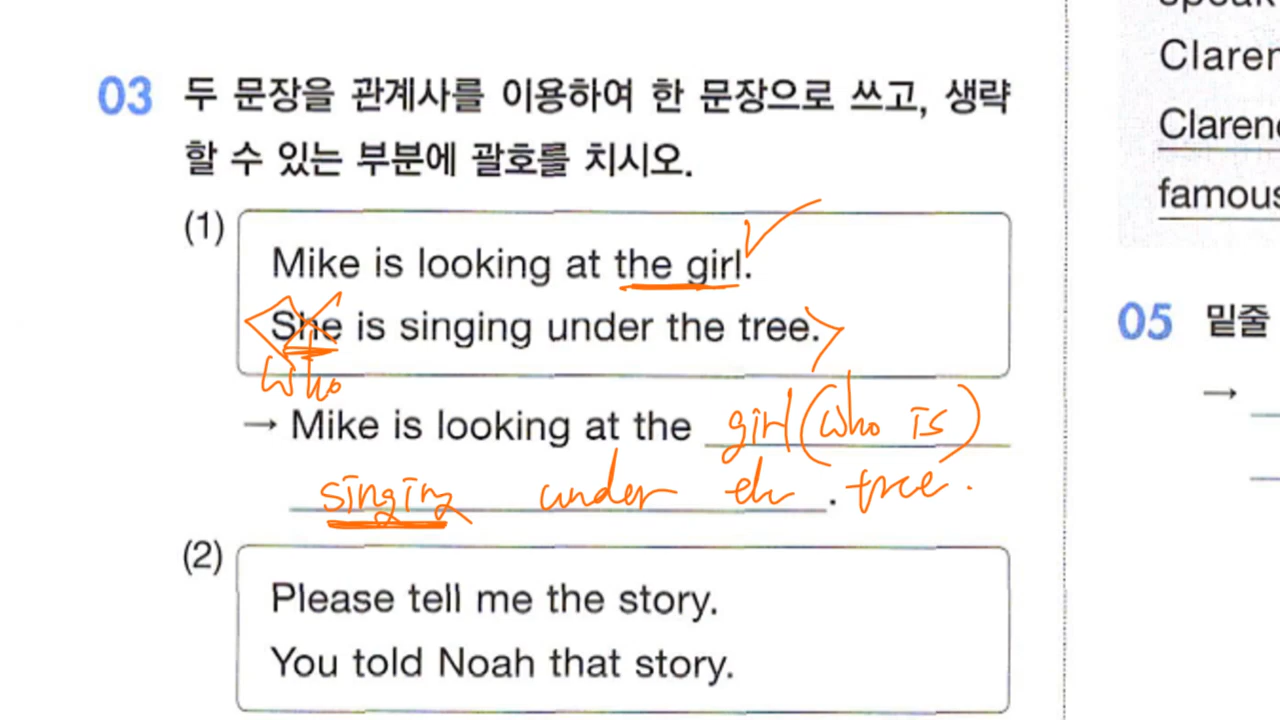 03 두 문장을 관계사를 이용하여 한 문장으로 쓰고, 생략
할 수 있는 부분에 괄호를 치시오.
(1)
Mike is looking at the girl.
She is singing under the tree.
who
→ Mike is looking at the girl (who is)
singing under the . tree.
(2)
Please tell me the story.
You told Noah that story.
Claren
famous
05 밑줄
→